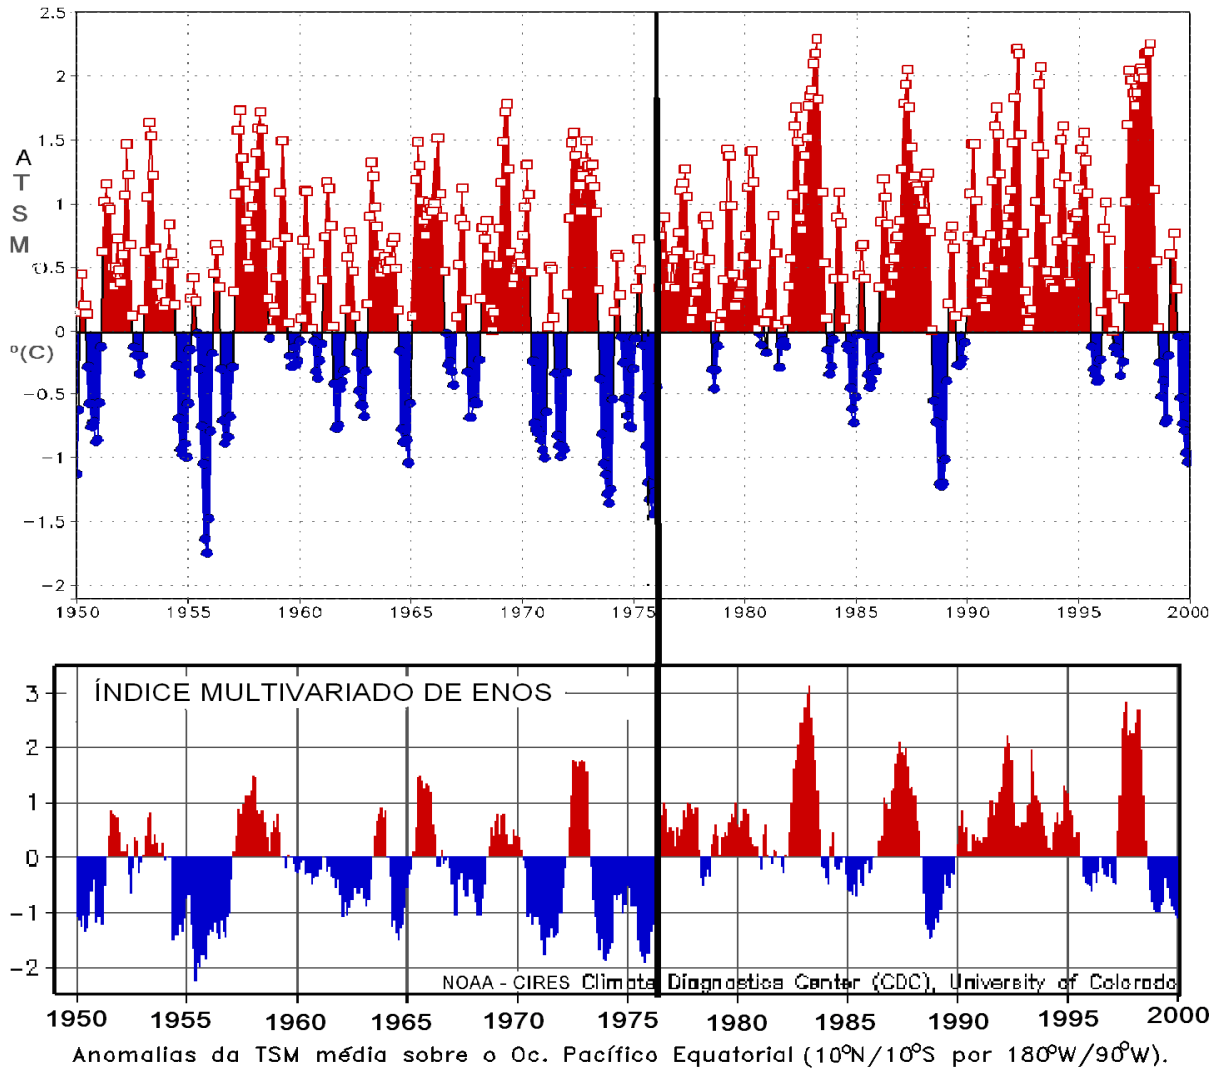 2.5
2
1.5
1
0.5
0
−0.5
−1
−1.5
−2
A
T
S
M
º(C)
1950 1955 1960 1965 1970 1975 1980 1985 1990 1995 2000
ÍNDICE MULTIVARIADO DE ENOS
3
2
1
0
−1
−2
NOAA - CIRES Climate Diagnostics Center (CDC), University of Colorado
1950 1955 1960 1965 1970 1975 1980 1985 1990 1995 2000
Anomalias da TSM média sobre o Oc. Pacífico Equatorial (10ºN/10ºS por 180ºW/90ºW).